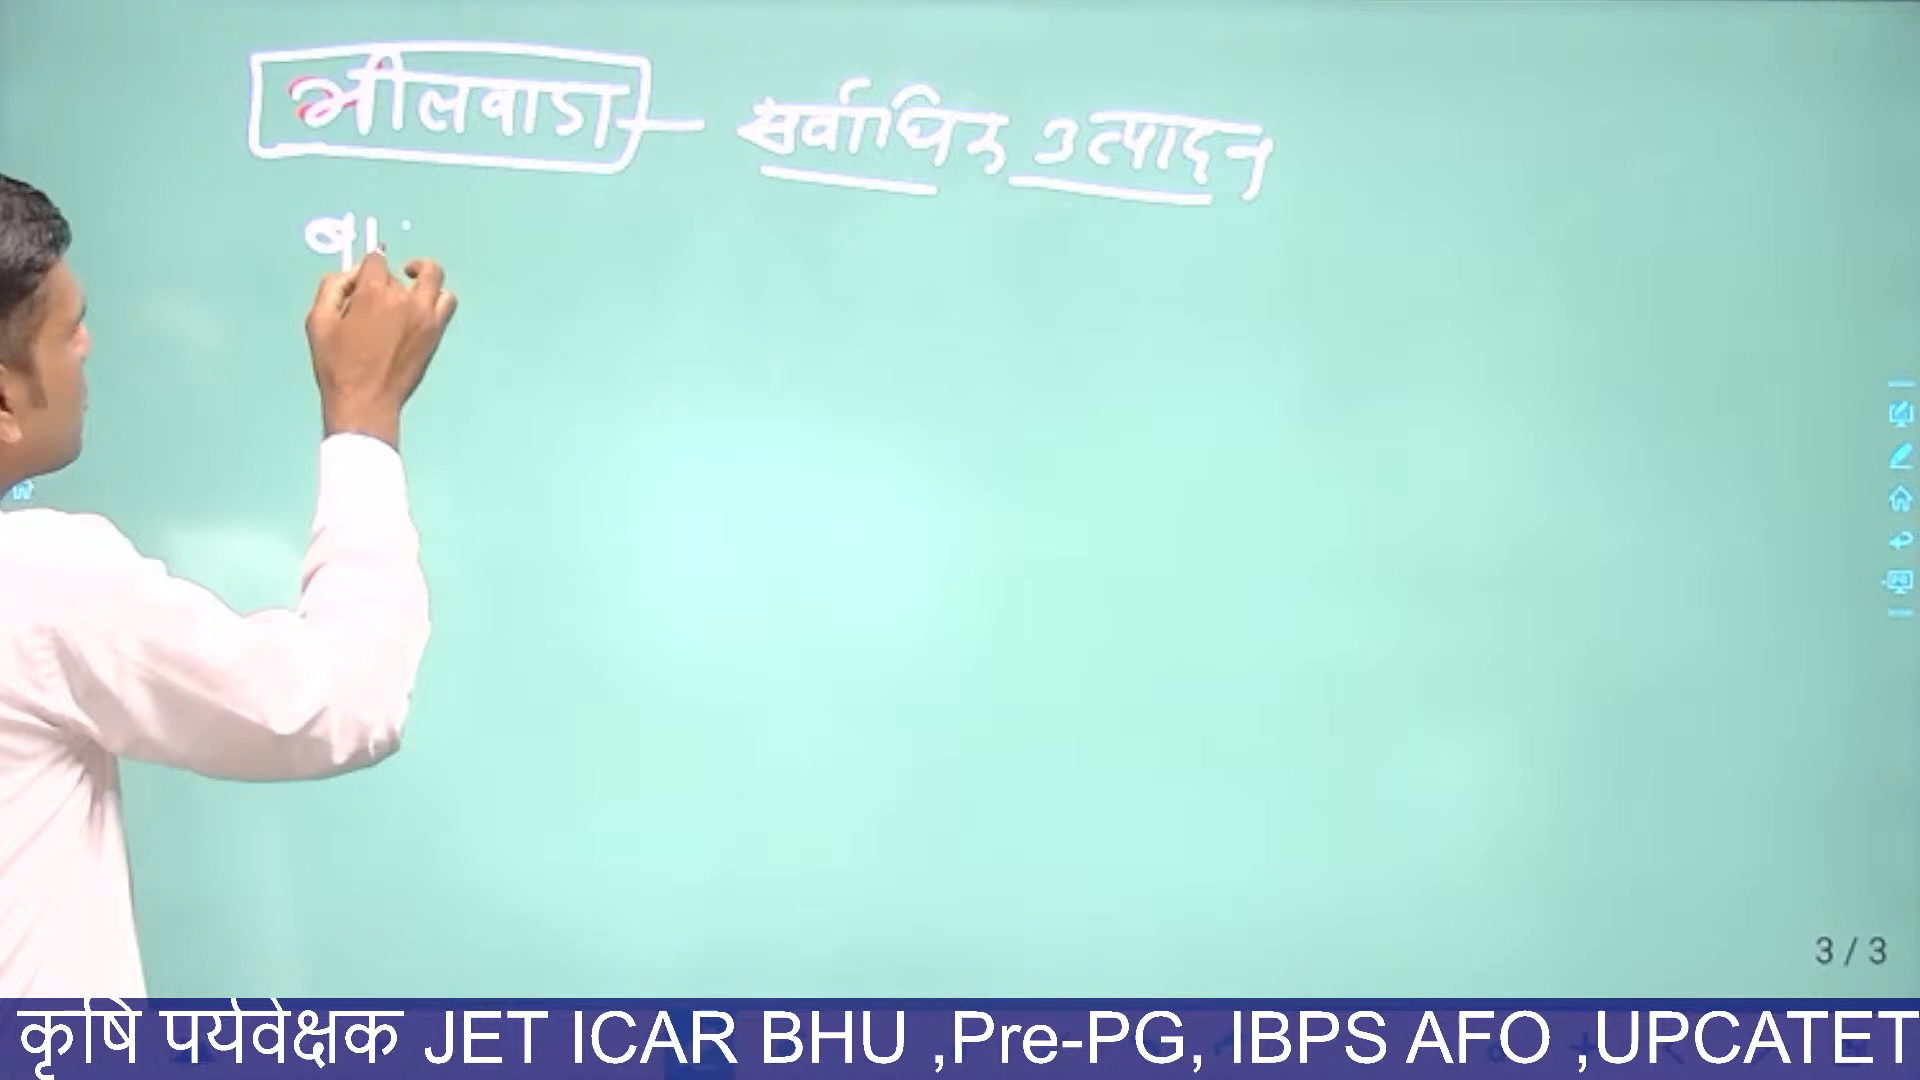 भीलवाडा — सर्वाधिक उत्पादन
बा
3 / 3
कृषि पर्यवेक्षक JET ICAR BHU ,Pre-PG, IBPS AFO ,UPCATET